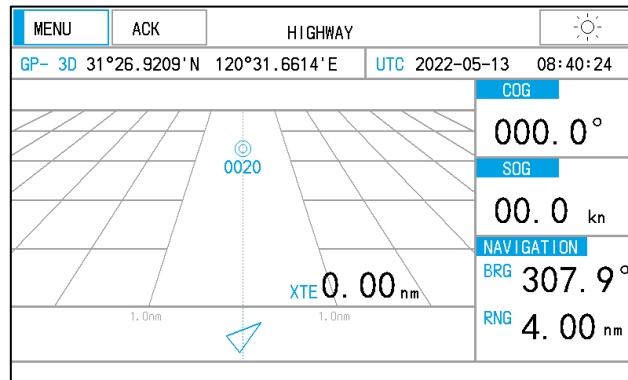 MENU ACK HIGHWAY
GP- 3D 31°26.9209'N 120°31.6614'E UTC 2022-05-13 08:40:24
COG
000.0°
0020
SOG
00.0 kn
NAVIGATION
BRG 307.9°
XTE 0.00 nm
RNG 4.00 nm
1.0nm 1.0nm